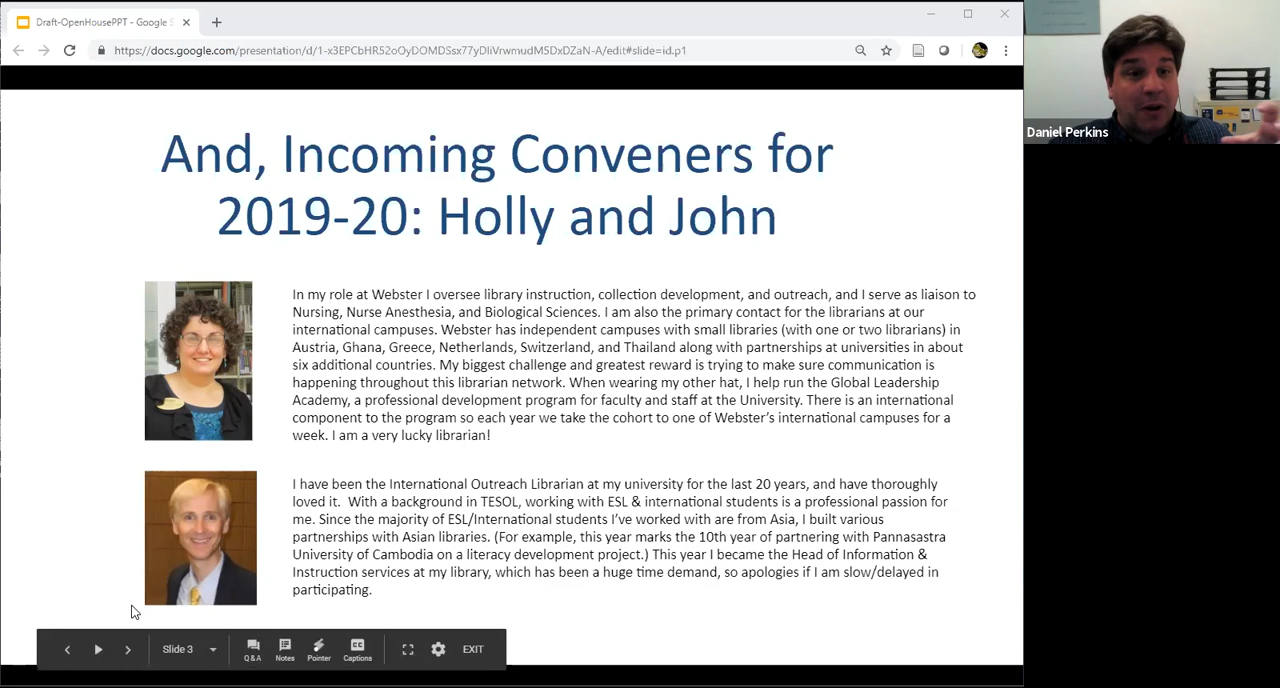 Draft-OpenHousePPT - Google S
https://docs.google.com/presentation/d/1-x3EPCbHR52oOyDOMDSsx77yDliVrwmudM5DxDZaN-A/edit#slide=id.p1
Daniel Perkins
And, Incoming Conveners for
2019-20: Holly and John
In my role at Webster I oversee library instruction, collection development, and outreach, and I serve as liaison to
Nursing, Nurse Anesthesia, and Biological Sciences. I am also the primary contact for the librarians at our
international campuses. Webster has independent campuses with small libraries (with one or two librarians) in
Austria, Ghana, Greece, Netherlands, Switzerland, and Thailand along with partnerships at universities in about
six additional countries. My biggest challenge and greatest reward is trying to make sure communication is
happening throughout this librarian network. When wearing my other hat, I help run the Global Leadership
Academy, a professional development program for faculty and staff at the University. There is an international
component to the program so each year we take the cohort to one of Webster's international campuses for a
week. I am a very lucky librarian!
I have been the International Outreach Librarian at my university for the last 20 years, and have thoroughly
loved it. With a background in TESOL, working with ESL & international students is a professional passion for
me. Since the majority of ESL/International students I've worked with are from Asia, I built various
partnerships with Asian libraries. (For example, this year marks the 10th year of partnering with Pannasastra
University of Cambodia on a literacy development project.) This year I became the Head of Information &
Instruction services at my library, which has been a huge time demand, so apologies if I am slow/delayed in
participating.
Slide 3
Q & A
Notes
Pointer
CC
Captions
EXIT